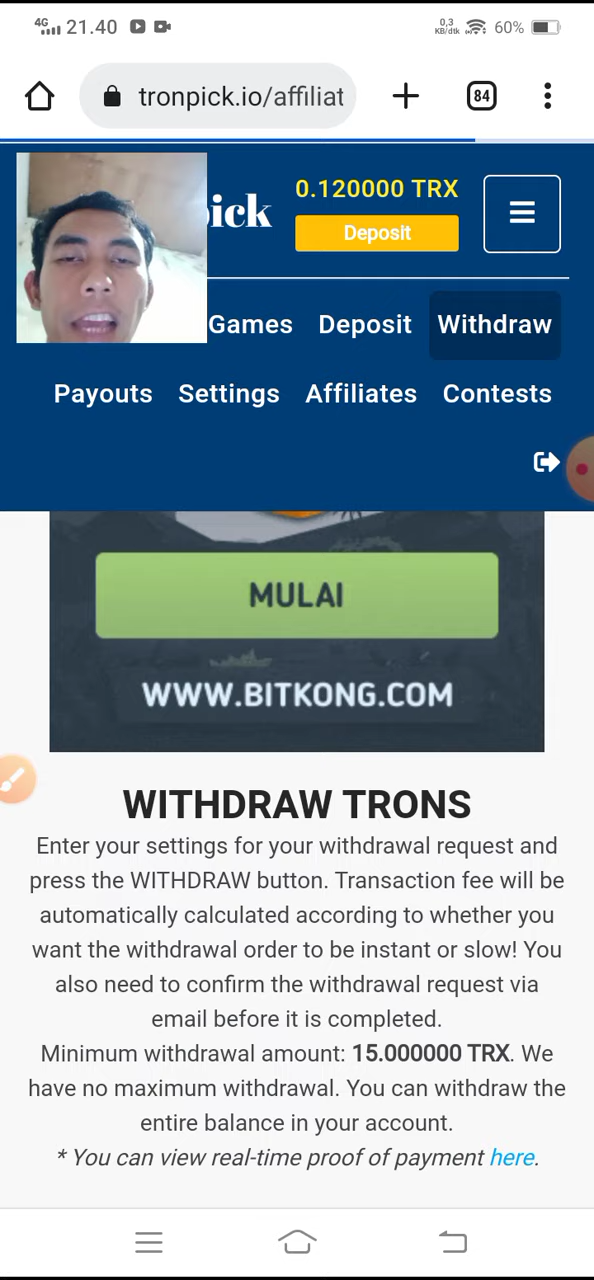 4G 21.40 0,3 KB/dtk 60%
tronpick.io/affiliat 84
ick 0.120000 TRX
Deposit
Games Deposit Withdraw
Payouts Settings Affiliates Contests
MULAI
WWW.BITKONG.COM
WITHDRAW TRONS
Enter your settings for your withdrawal request and
press the WITHDRAW button. Transaction fee will be
automatically calculated according to whether you
want the withdrawal order to be instant or slow! You
also need to confirm the withdrawal request via
email before it is completed.
Minimum withdrawal amount: 15.000000 TRX. We
have no maximum withdrawal. You can withdraw the
entire balance in your account.
* You can view real-time proof of payment here.